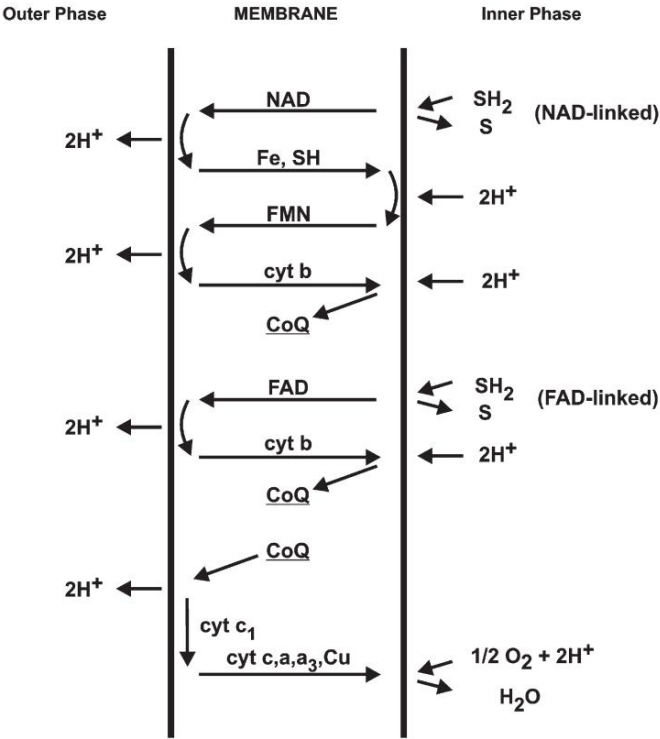 Outer Phase MEMBRANE Inner Phase
NAD SH₂
S (NAD-linked)
2H⁺
Fe, SH
2H⁺
FMN
2H⁺
cyt b 2H⁺
CoQ
FAD SH₂
S (FAD-linked)
2H⁺
cyt b 2H⁺
CoQ
CoQ
2H⁺
cyt c₁
cyt c,a,a₃,Cu 1/2 O₂ + 2H⁺
H₂O